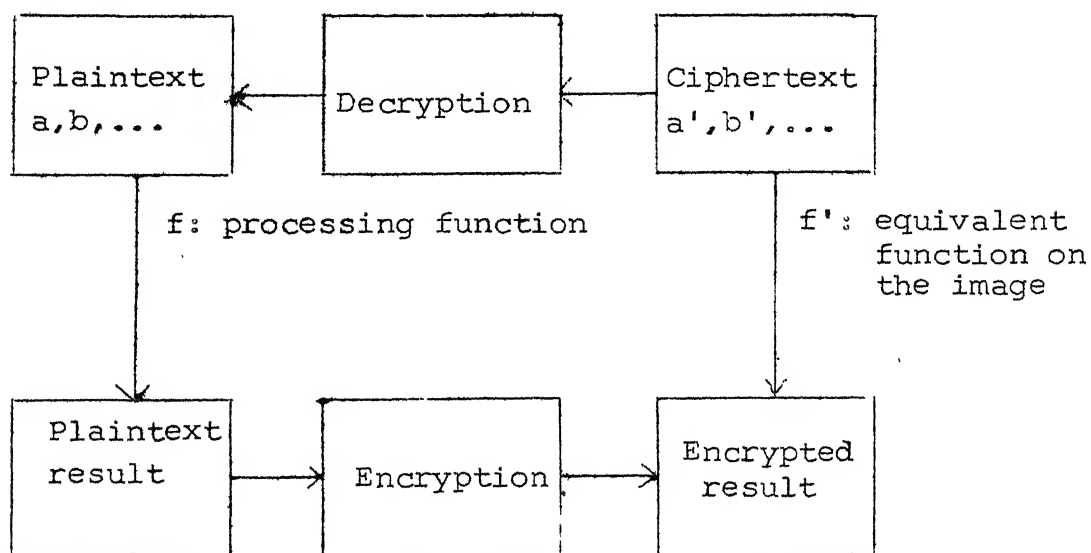 Plaintext
a,b,...
Decryption
Ciphertext
a',b',...
f: processing function
f': equivalent
function on
the image
Plaintext
result
Encryption
Encrypted
result